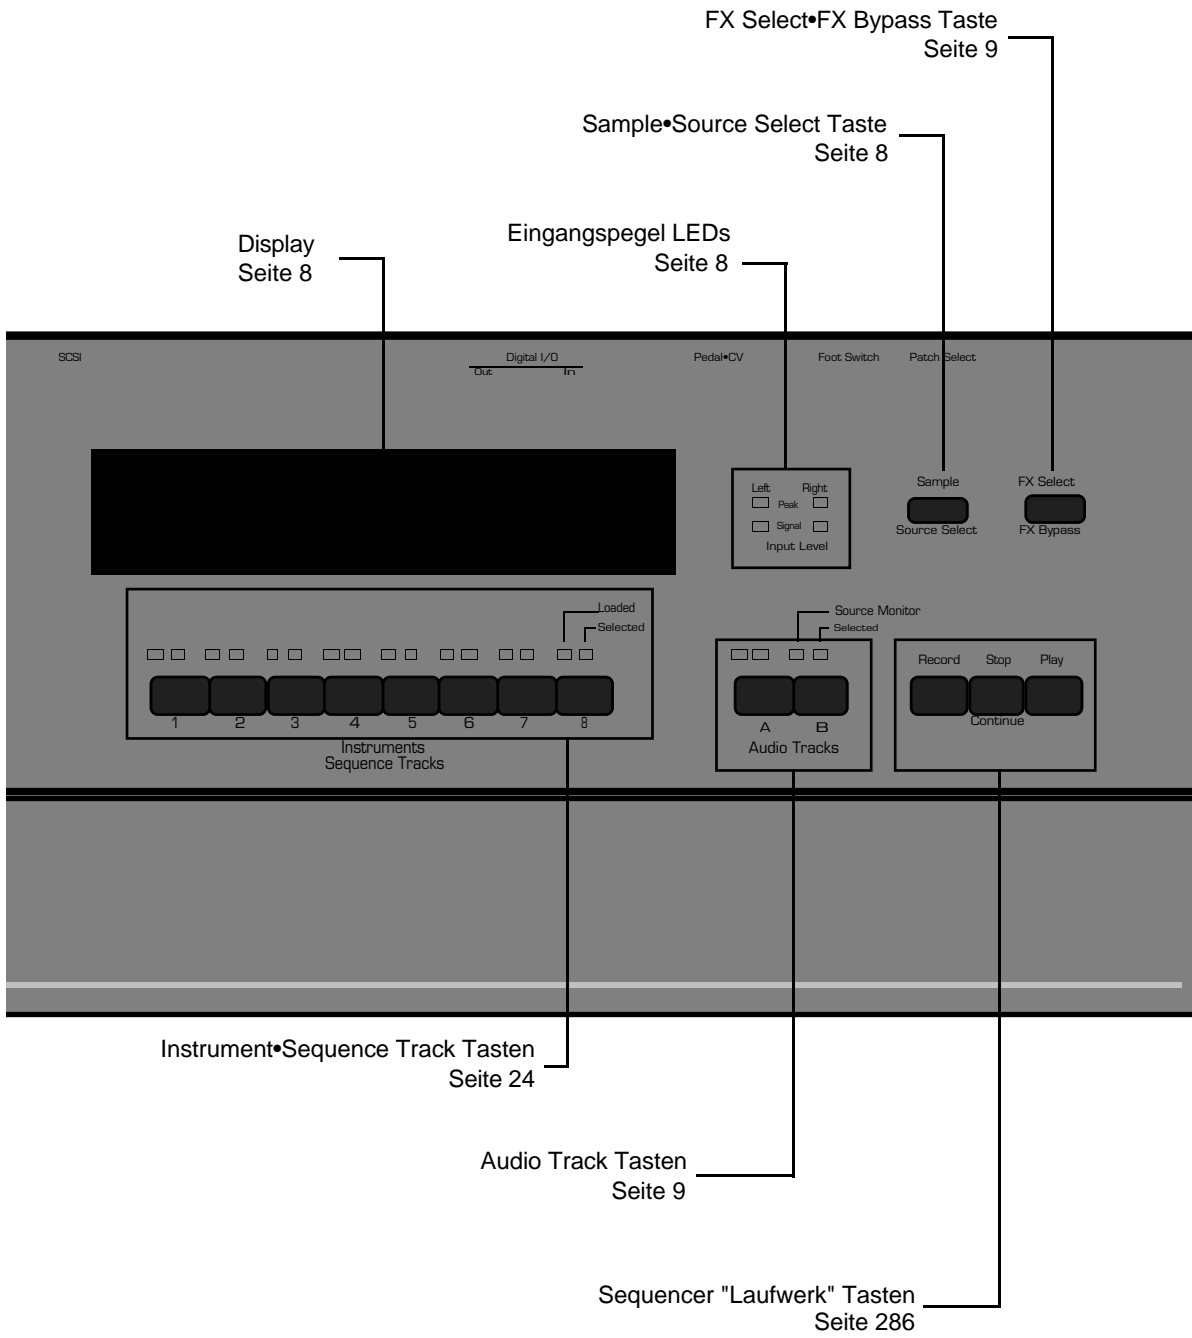 FX Select•FX Bypass Taste
Seite 9
Sample•Source Select Taste
Seite 8
Eingangspegel LEDs
Seite 8
Display
Seite 8
SCSI
Digital I/O
Out In
Pedal•CV
Foot Switch
Patch Select
Left Right
Peak
Signal
Input Level
Sample
Source Select
FX Select
FX Bypass
Loaded
Selected
1 2 3 4 5 6 7 8
Instruments
Sequence Tracks
Source Monitor
Selected
A B
Audio Tracks
Record Stop Play
Continue
Instrument•Sequence Track Tasten
Seite 24
Audio Track Tasten
Seite 9
Sequencer "Laufwerk" Tasten
Seite 286